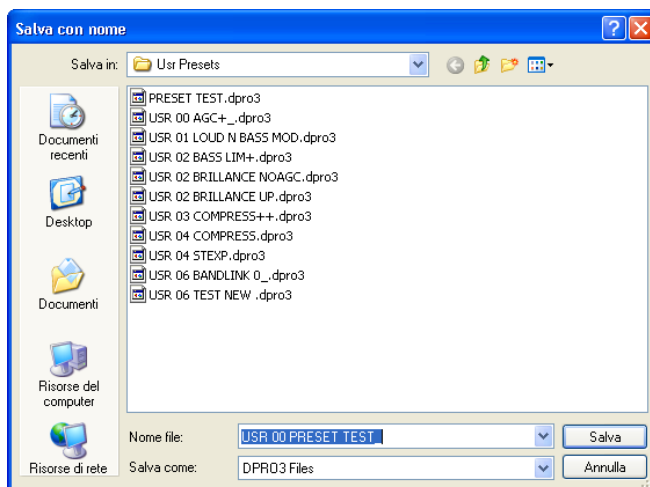 Salva con nome
Salva in: Usr Presets
Documenti recenti
Desktop
Documenti
Risorse del computer
Risorse di rete
PRESET TEST.dpro3
USR 00 AGC+_.dpro3
USR 01 LOUD N BASS MOD.dpro3
USR 02 BASS LIM+.dpro3
USR 02 BRILLANCE NOAGC.dpro3
USR 02 BRILLANCE UP.dpro3
USR 03 COMPRESS++.dpro3
USR 04 COMPRESS.dpro3
USR 04 STEXP.dpro3
USR 06 BANDLINK 0_.dpro3
USR 06 TEST NEW .dpro3
Nome file: USR 00 PRESET TEST_ Salva
Salva come: DPRO3 Files Annulla